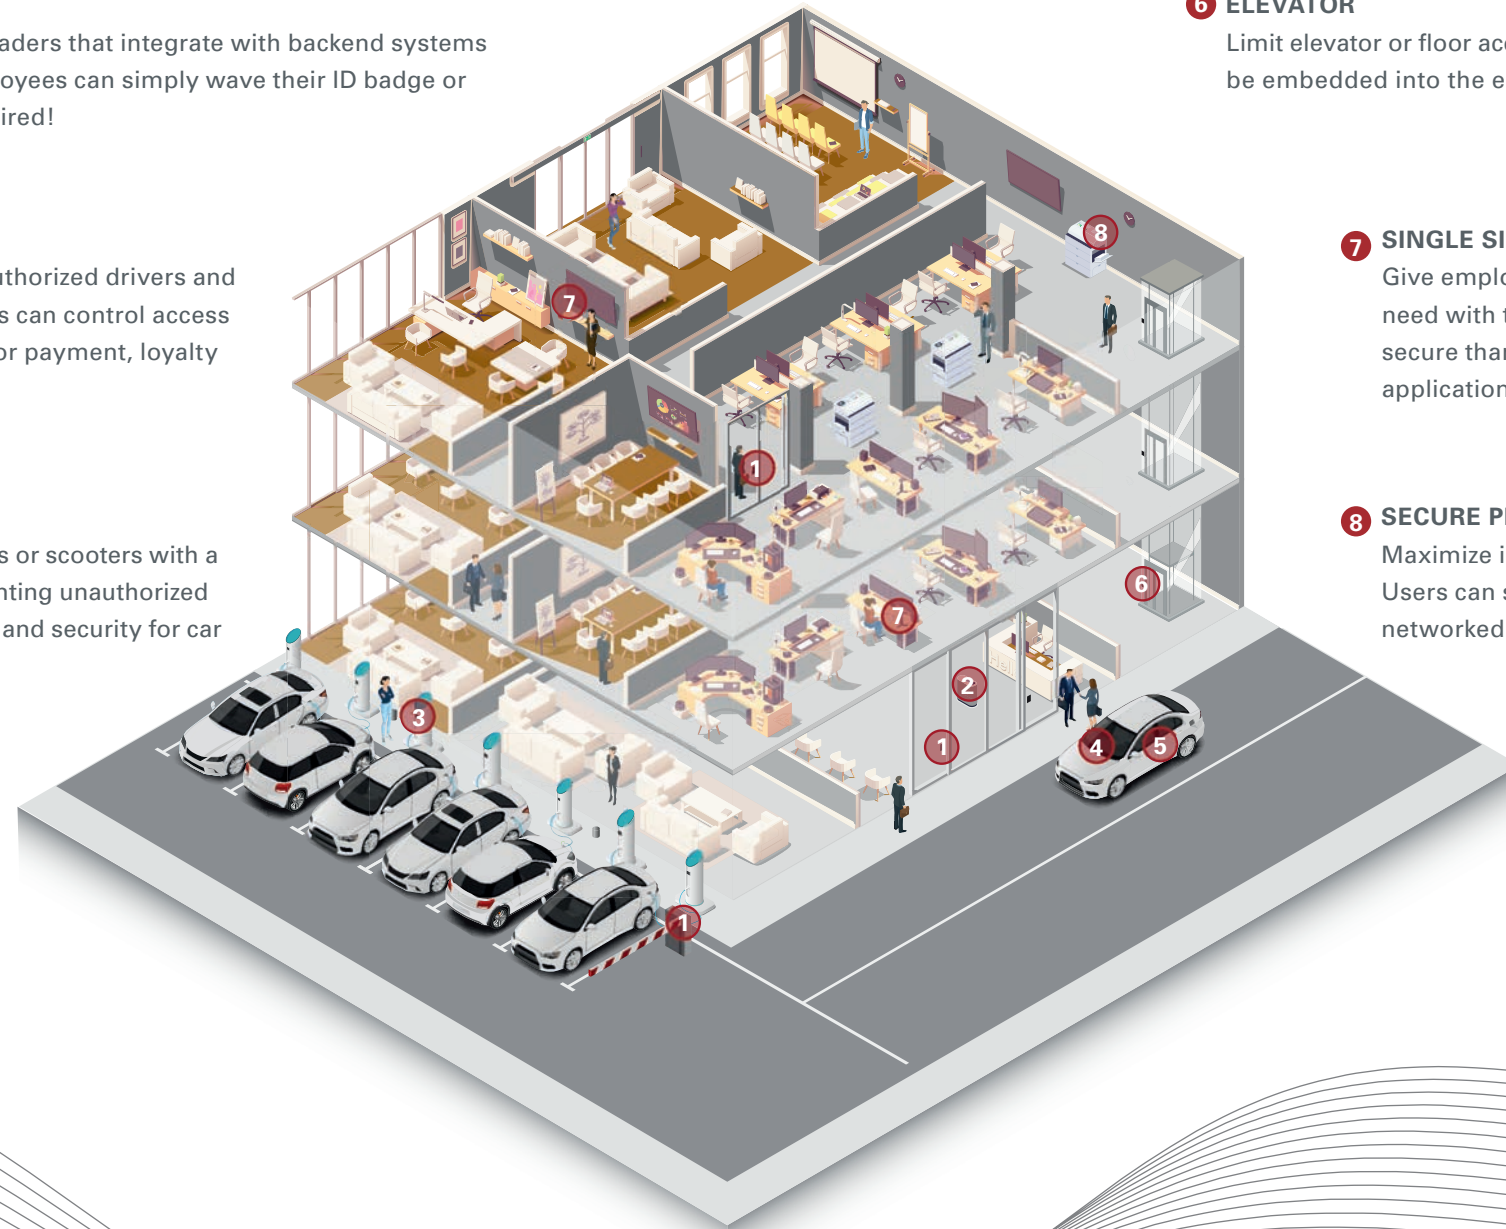 aders that integrate with backend systems
oyees can simply wave their ID badge or
ired!
uthorized drivers and
s can control access
or payment, loyalty
s or scooters with a
nting unauthorized
and security for car
6 ELEVATOR
Limit elevator or floor acc
be embedded into the e
7 SINGLE SI
Give emplo
need with t
secure than
application
8 SECURE P
Maximize i
Users can s
networked
8
7
1
6
7
2
1
3
4
5
1